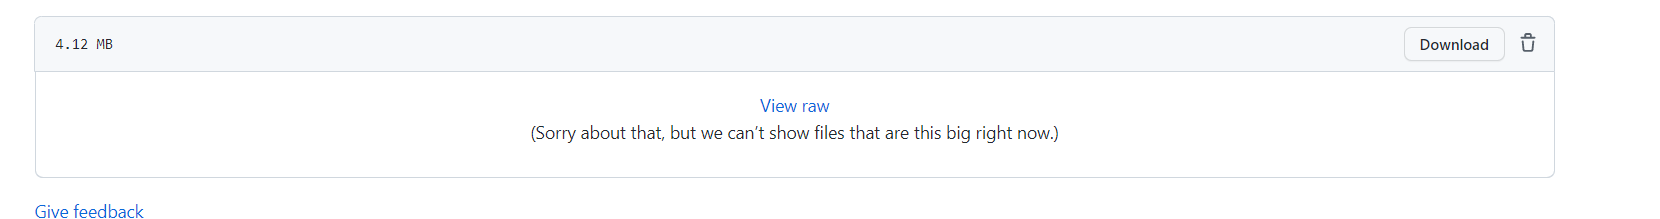 4.12 MB
Download
View raw
(Sorry about that, but we can’t show files that are this big right now.)
Give feedback